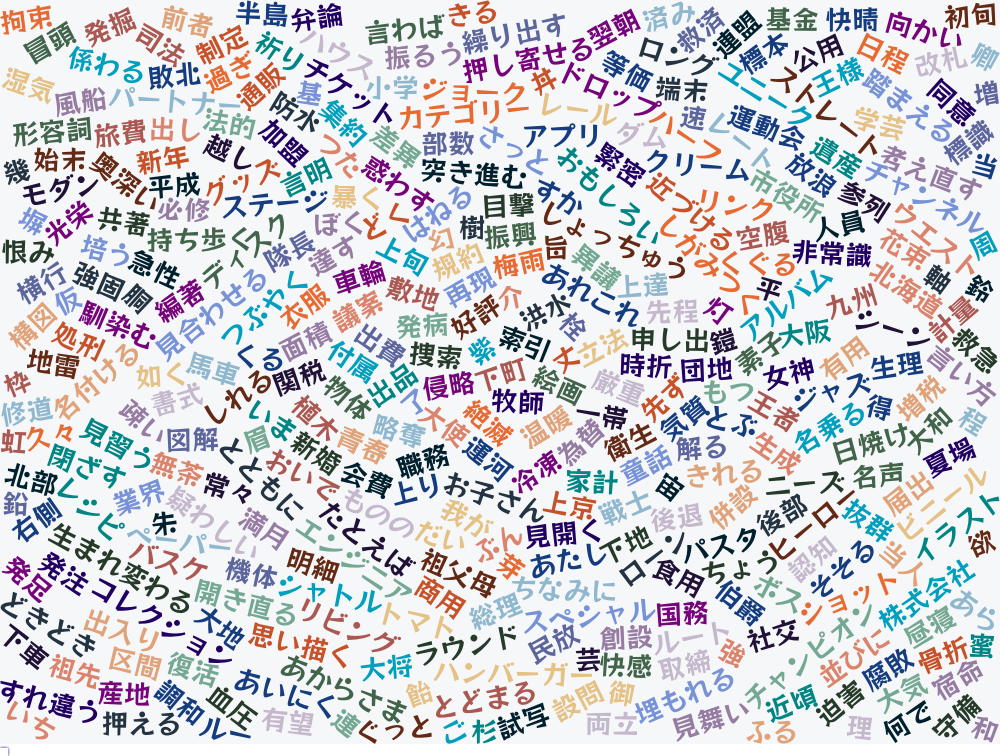 拘束
冒頭
発掘
司法
前者
制定
半島
弁論
祈り
ハウス
言わば
きる
振るう
繰り出す
押し寄せる
翌朝
済み
救済
ロング
連盟
標本
基金
公用
快晴
日程
向かい
改札
初句
卿
湿気
風船
係わる
敗北
過ぎ
通販
チケット
パートナー
防水
基
集約
小学
ジョーク
カテゴリー
丼
ドロップ
レール
等価
端末
ダム
ハーフ
速
ユニーク
ストレート
王様
踏まえる
同意
増
標識
学芸
運動会
レート
形容詞
旅費
出し
法的
加盟
つた
差異
部数
さっと
アプリ
緊密
クリーム
市役所
放浪
遺産
考え直す
チャンネル
当
幾
始末
奥深い
新年
越し
グッズ
言明
惑わす
突き進む
おもしろい
近づける
リンク
参列
モダン
平成
必修
ステージ
暴く
くど
はねる
目撃
すか
しょっちゅう
しがみつく
空腹
人員
ウエスト
周
塀
光栄
共著
持ち歩く
ディスク
ぼく
達す
隊長
上旬
幻
樹
振興
旨
異議
くぐる
非常識
花束
恨み
培う
急性
編著
見合わせる
つぶやく
衣服
車輪
規約
梅雨
あれこれ
上達
平
アルバム
北海道
軸
鈴
横行
強固
胴
仮
構図
馴染む
講案
敷地
再現
介
洪水
先程
灯
九州
計量
処刑
地雷
名付ける
つくる
面積
出費
発病
好評
索引
栓
丈
立法
申し出
鎧
素子
大阪
ジーン
救急
枠
如く
馬車
しれる
関税
付属
物体
出品
捜索
紫
侵略
下町
絵画
厳重
時折
団地
女神
有用
生理
言い方
修道
疎い
書式
いま
植木
了
大使
絶滅
牧師
一帯
先ず
もつ
王者
ジャズ
得
増税
程
虹
久々
見習う
図解
眉
新婚
斉
略奪
温暖
為替
衛生
気質
とぶ
名乗る
大和
閉ざす
無茶
とともに
おいで
会費
職務
運河
冷凍
家計
童話
解る
生成
日焼け
夏場
北部
レシピ
業界
常々
疑わしい
たとえば
ものの
上り
お子さん
上京
戦士
宙
きれる
ニーズ
名声
届出
ビニール
鉛
右側
朱
満月
エンジニア
我が
だい
ぶん
見開く
後退
併設
後部
ヒーロー
抜群
イラスト
生まれ変わる
ペーパー
バスケ
機体
明細
祖父母
芽
あたし
下地
ローン
パスタ
ちょう
認知
そそる
当人
欲
発足
発注
コレクション
開き直る
シャトル
リビング
トマト
商用
総理
ちなみに
スペシャル
食用
伯爵
ボス
ショット
株式会社
どきどき
下車
出入り
大地
思い描く
ラウンド
民放
国務
創設
ルート
強
社交
チャンピオン
並びに
昼寝
あら
祖先
区間
復活
あからさま
大将
ハンバーガー
芸
快感
取締
腐敗
骨折
蜜
すれ違う
産地
調和
あいにく
飴
とどまる
設問
御
埋もれる
近頃
迫害
大気
宿命
いち
押える
ルー
血圧
有望
連
ぐっと
ご
杉
試写
両立
見舞い
ふる
理
何で
守備
和